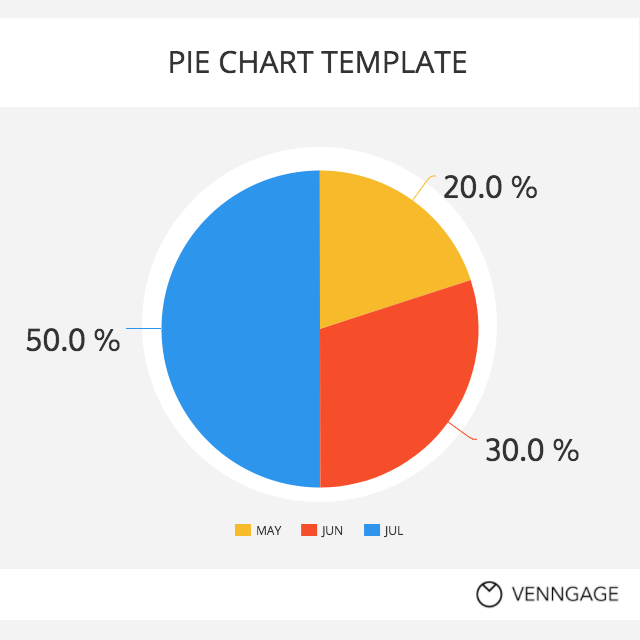 PIE CHART TEMPLATE
20.0 %
50.0 %
30.0 %
MAY JUN JUL
VENNGAGE